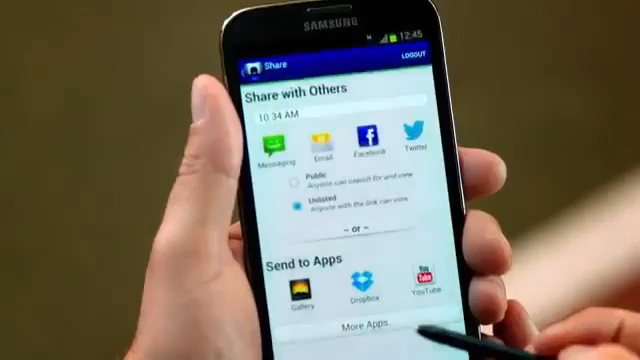 SAMSUNG
H 12:45
Share LOGOUT
Share with Others
10:34 AM
Messaging Email Facebook Twitter
Public
Anyone can search for and view
Unlisted
Anyone with the link can view
~ or ~
Send to Apps
Gallery Dropbox YouTube
You
Tube
More Apps